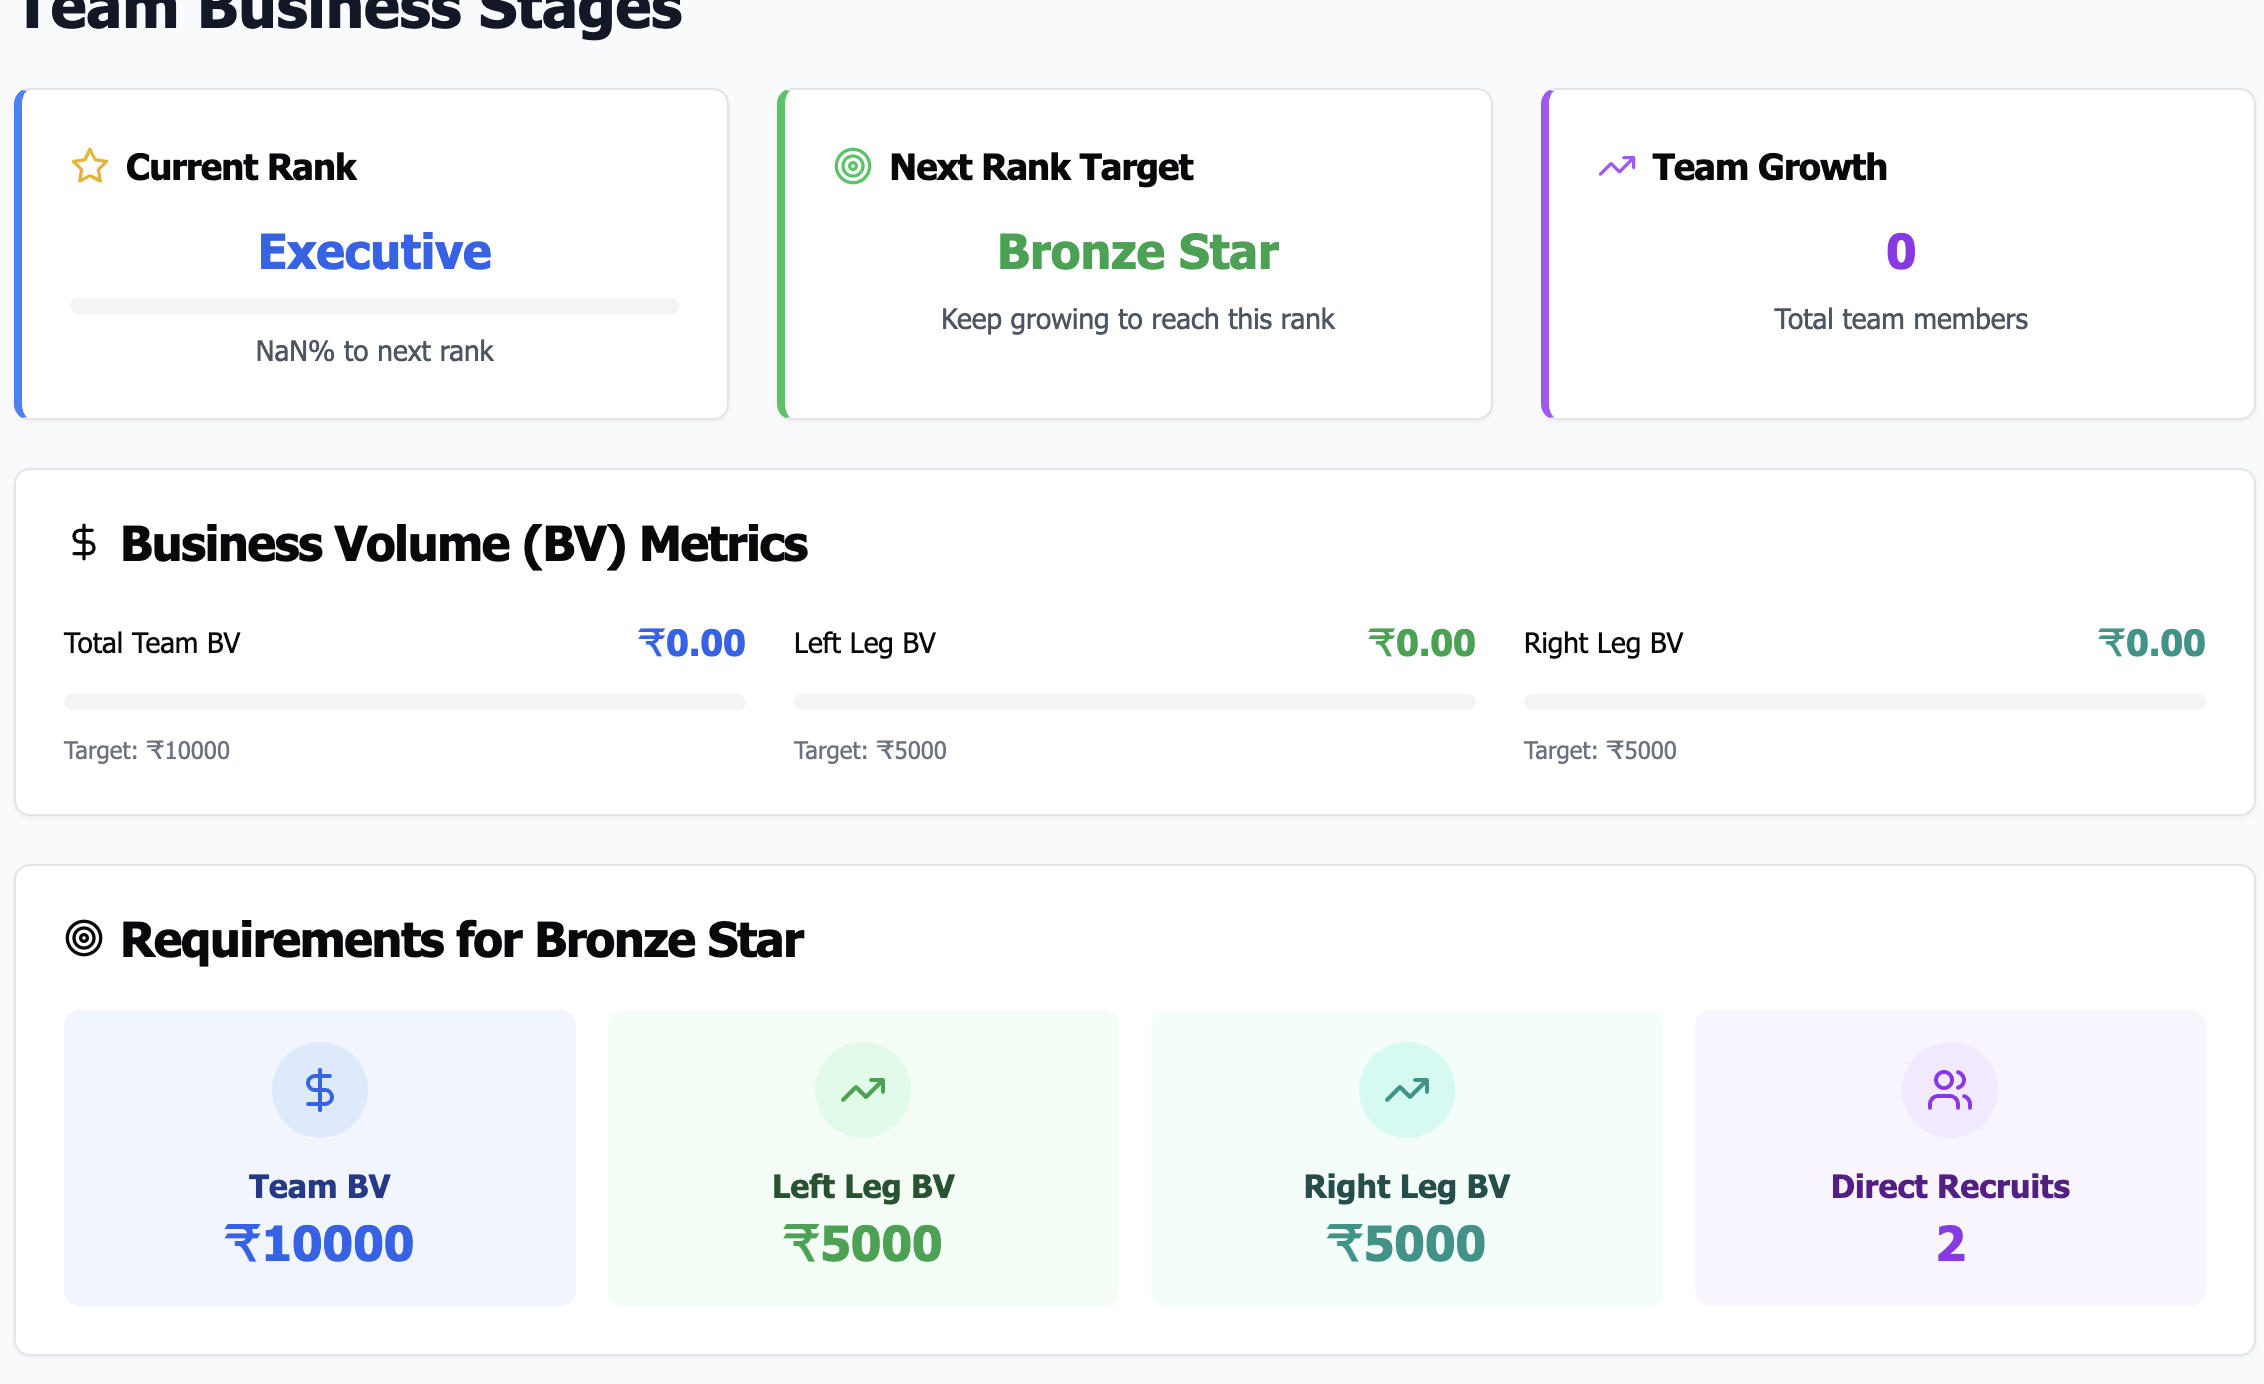 Team Business Stages
Current Rank
Executive
NaN% to next rank
Next Rank Target
Bronze Star
Keep growing to reach this rank
Team Growth
0
Total team members
Business Volume (BV) Metrics
Total Team BV ₹0.00
Target: ₹10000
Left Leg BV ₹0.00
Target: ₹5000
Right Leg BV ₹0.00
Target: ₹5000
Requirements for Bronze Star
Team BV
₹10000
Left Leg BV
₹5000
Right Leg BV
₹5000
Direct Recruits
2